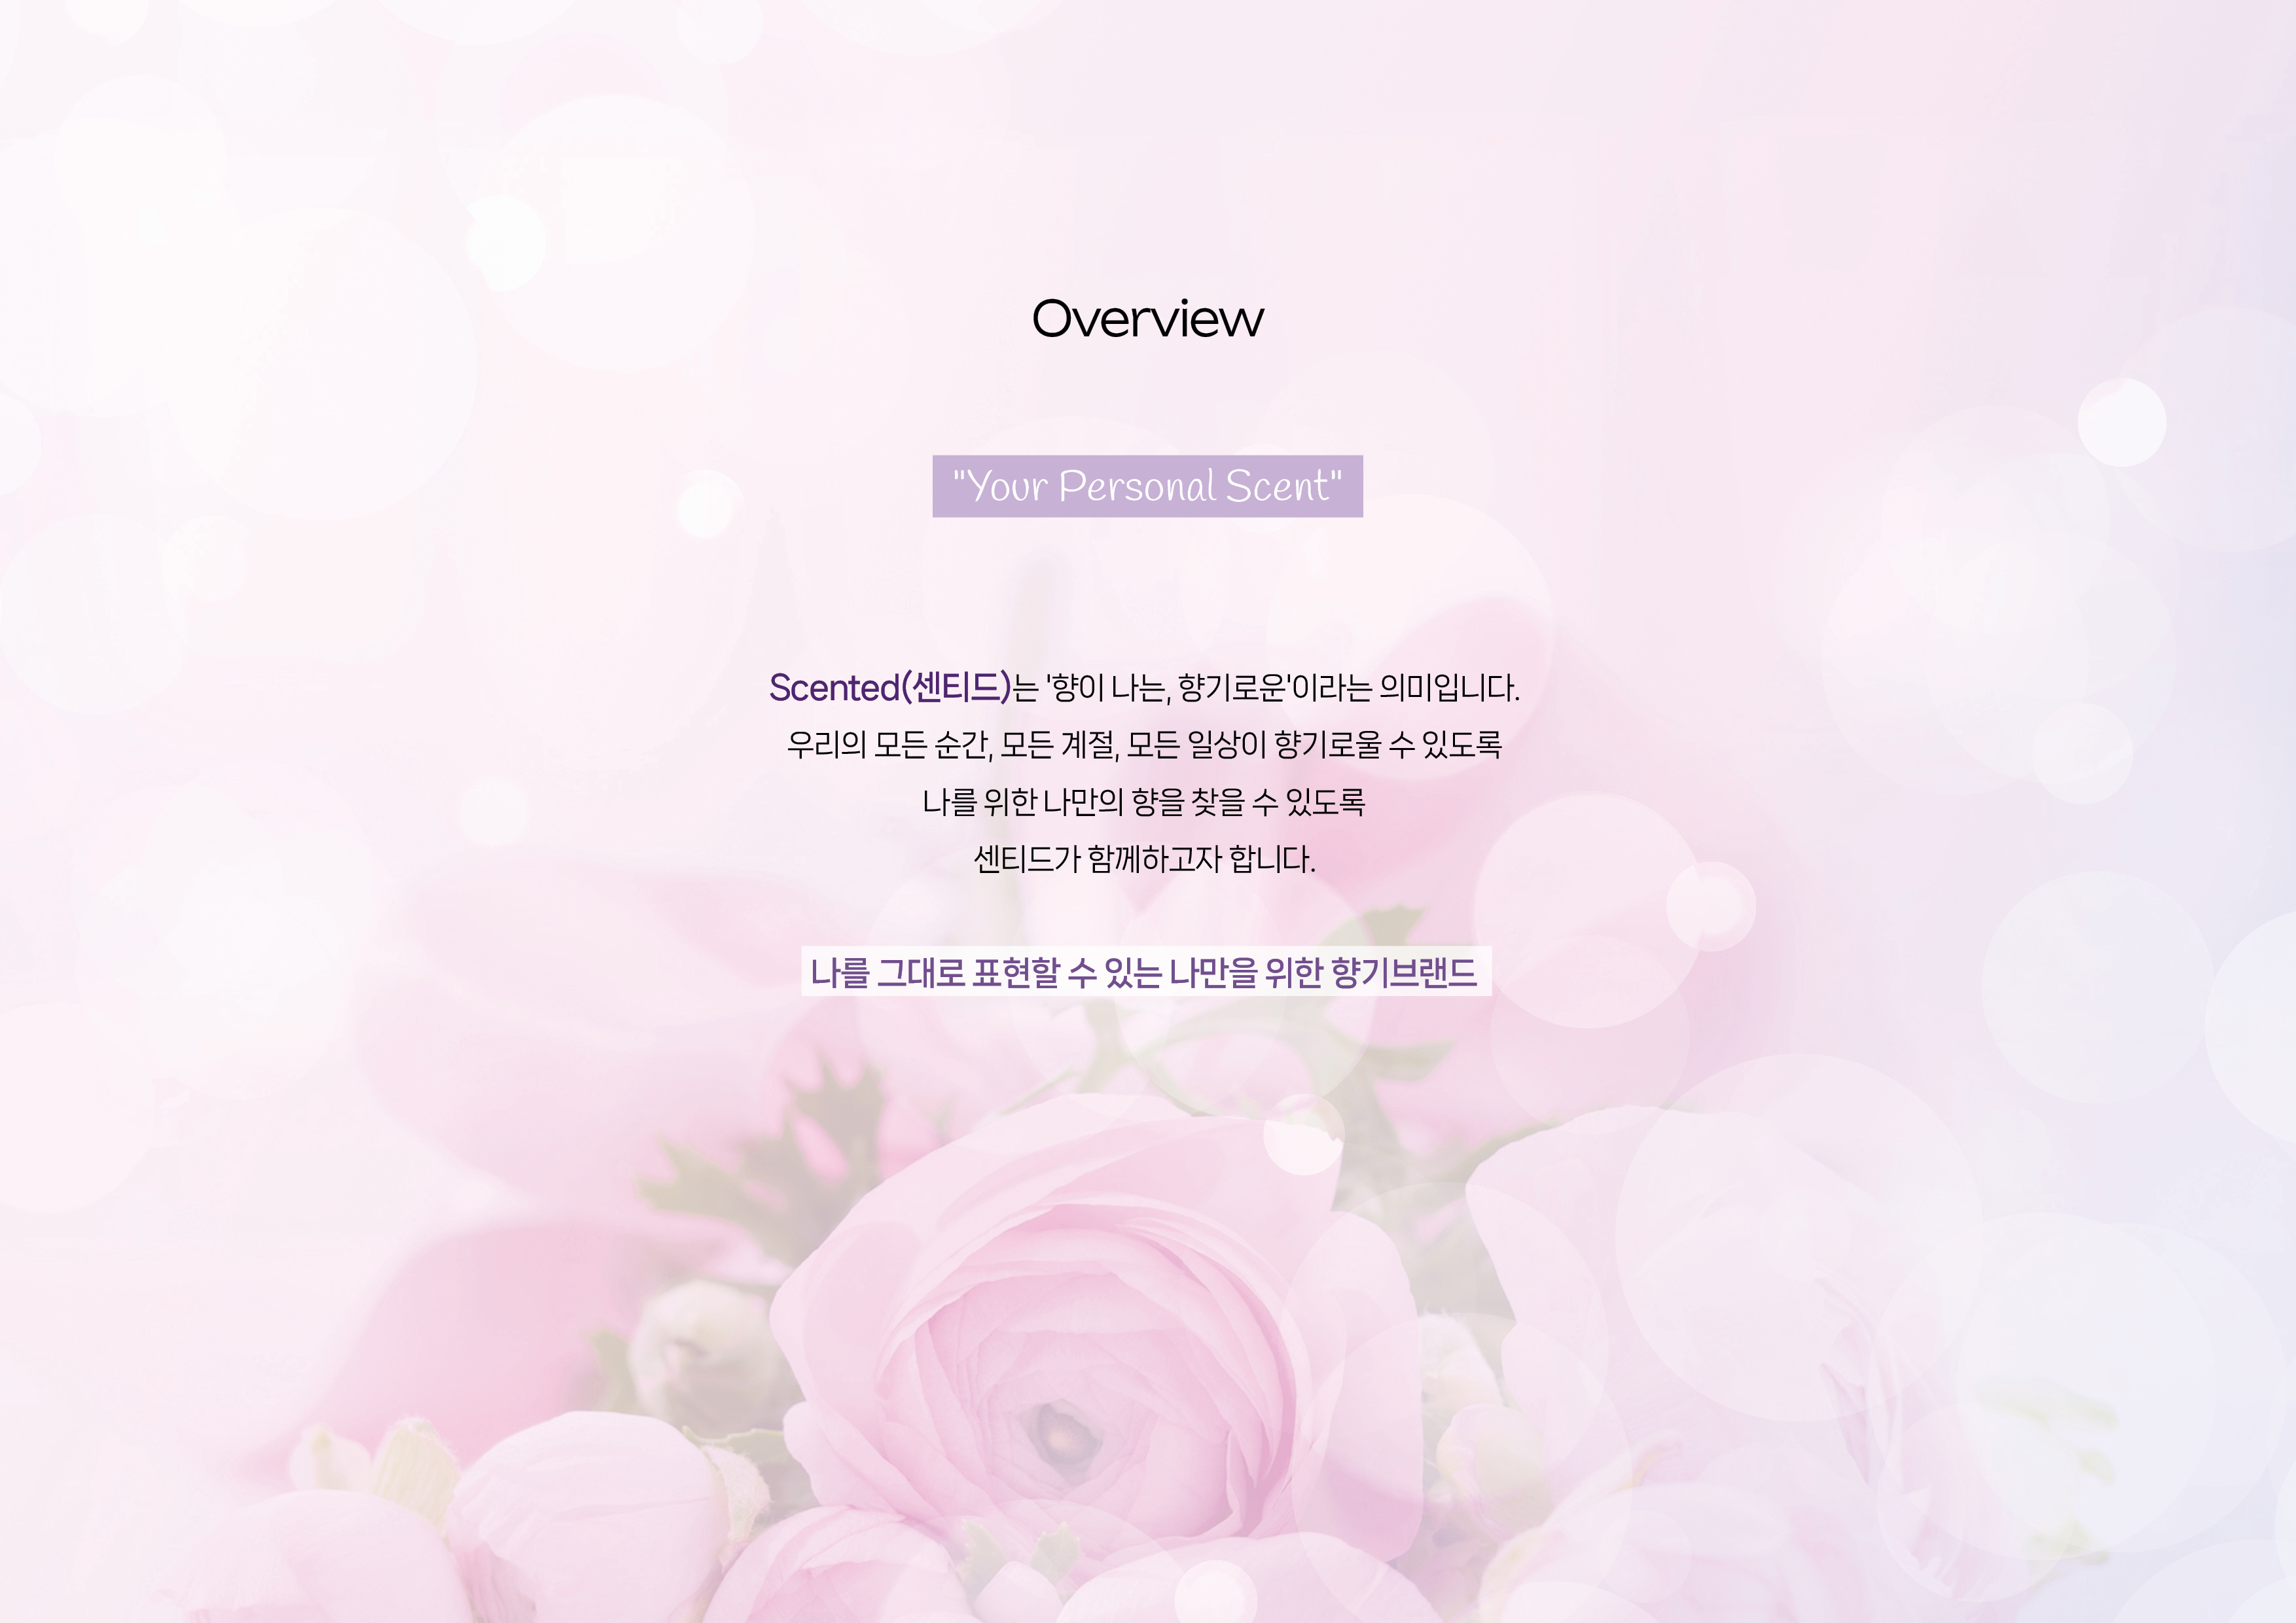 Overview
"Your Personal Scent"
Scented(센티드)는 '향이 나는, 향기로운'이라는 의미입니다.
우리의 모든 순간, 모든 계절, 모든 일상이 향기로울 수 있도록
나를 위한 나만의 향을 찾을 수 있도록
센티드가 함께하고자 합니다.
나를 그대로 표현할 수 있는 나만을 위한 향기브랜드